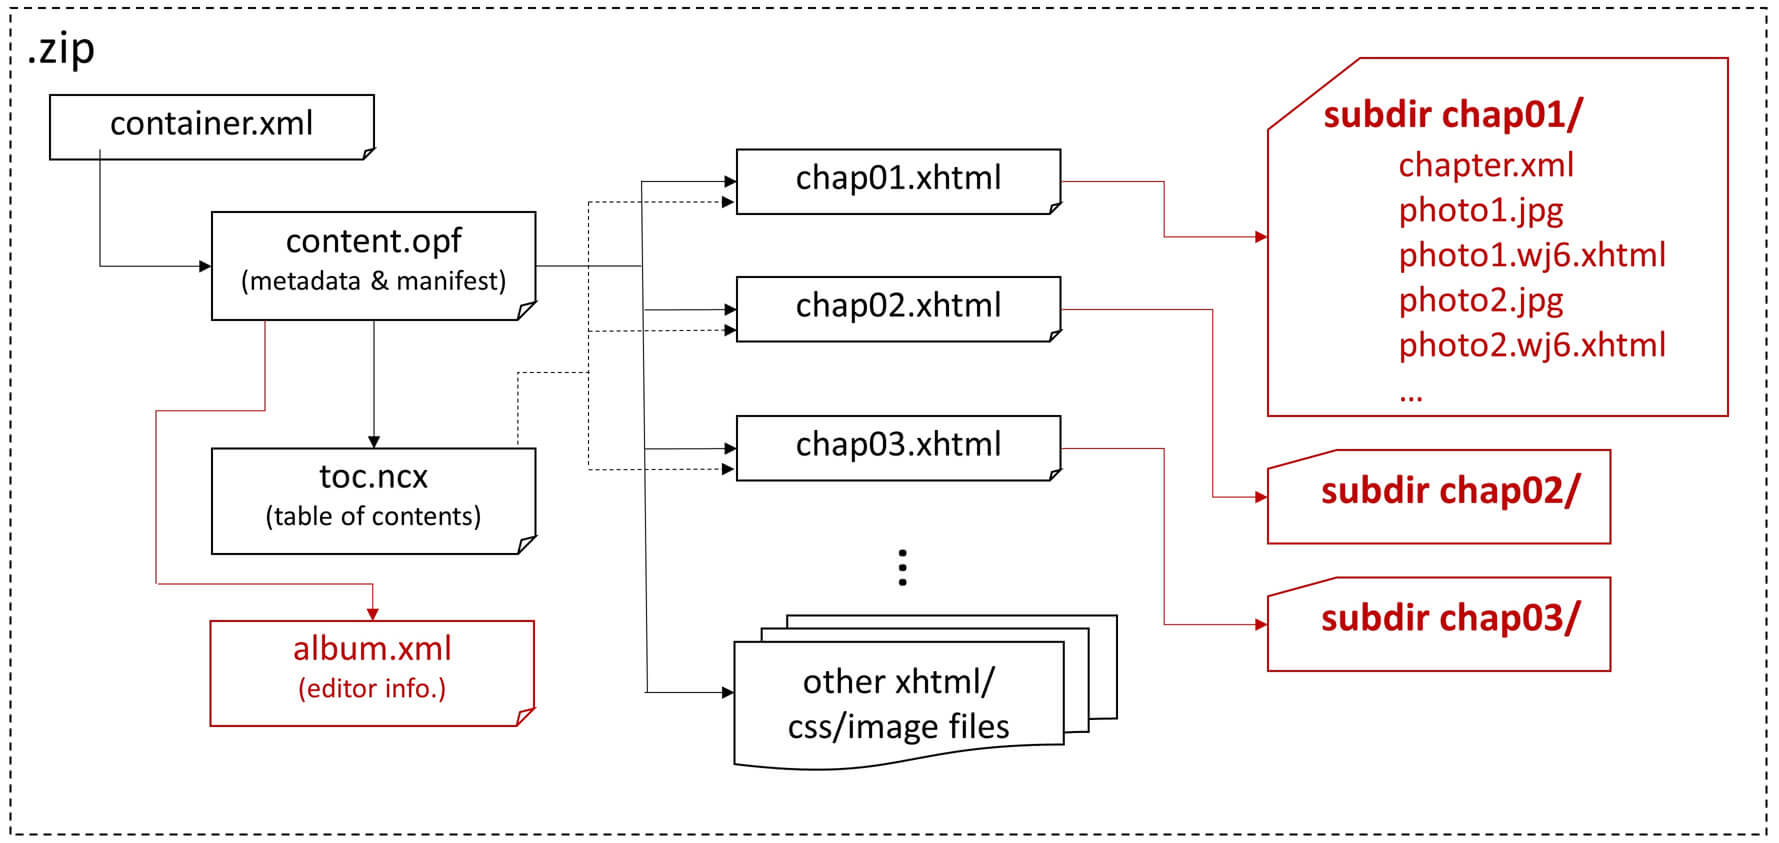 .zip
container.xml
content.opf
(metadata & manifest)
toc.ncx
(table of contents)
album.xml
(editor info.)
chap01.xhtml
chap02.xhtml
chap03.xhtml
⋮
other xhtml/
css/image files
subdir chap01/
chapter.xml
photo1.jpg
photo1.wj6.xhtml
photo2.jpg
photo2.wj6.xhtml
...
subdir chap02/
subdir chap03/